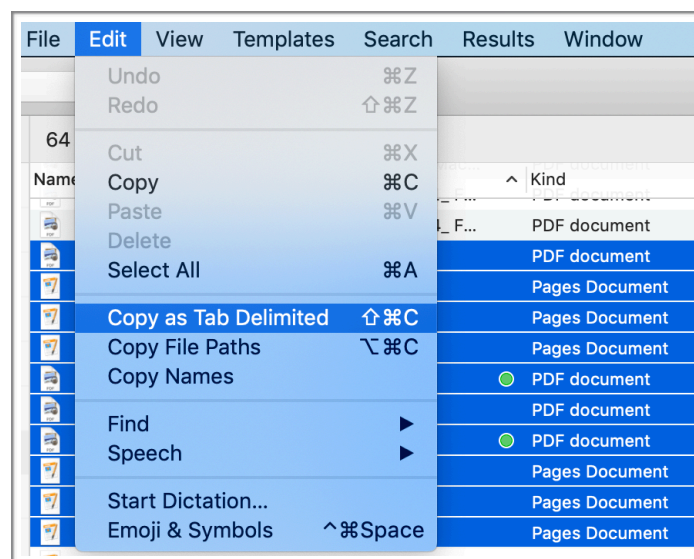 File Edit View Templates Search Results Window
Undo ⌘Z
Redo ⇧⌘Z
64
Cut ⌘X
Name Copy ⌘C ^ Kind
Paste ⌘V _ F... PDF document
Delete PDF document
Select All ⌘A
Pages Document
Copy as Tab Delimited ⇧⌘C Pages Document
Copy File Paths ⌥⌘C Pages Document
Copy Names PDF document
PDF document
Find ▶
Speech ▶ PDF document
Pages Document
Start Dictation... Pages Document
Emoji & Symbols ^⌘Space Pages Document